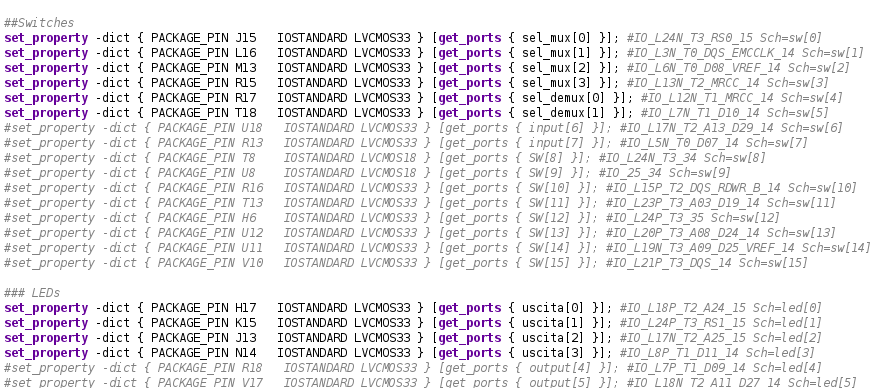 ##Switches
set_property -dict { PACKAGE_PIN J15   IOSTANDARD LVCMOS33 } [get_ports { sel_mux[0] }]; #IO_L24N_T3_RS0_15 Sch=sw[0]
set_property -dict { PACKAGE_PIN L16   IOSTANDARD LVCMOS33 } [get_ports { sel_mux[1] }]; #IO_L3N_T0_DQS_EMCCLK_14 Sch=sw[1]
set_property -dict { PACKAGE_PIN M13   IOSTANDARD LVCMOS33 } [get_ports { sel_mux[2] }]; #IO_L6N_T0_D08_VREF_14 Sch=sw[2]
set_property -dict { PACKAGE_PIN R15   IOSTANDARD LVCMOS33 } [get_ports { sel_mux[3] }]; #IO_L13N_T2_MRCC_14 Sch=sw[3]
set_property -dict { PACKAGE_PIN R17   IOSTANDARD LVCMOS33 } [get_ports { sel_demux[0] }]; #IO_L12N_T1_MRCC_14 Sch=sw[4]
set_property -dict { PACKAGE_PIN T18   IOSTANDARD LVCMOS33 } [get_ports { sel_demux[1] }]; #IO_L7N_T1_D10_14 Sch=sw[5]
#set_property -dict { PACKAGE_PIN U18   IOSTANDARD LVCMOS33 } [get_ports { input[6] }]; #IO_L17N_T2_A13_D29_14 Sch=sw[6]
#set_property -dict { PACKAGE_PIN R13   IOSTANDARD LVCMOS33 } [get_ports { input[7] }]; #IO_L5N_T0_D07_14 Sch=sw[7]
#set_property -dict { PACKAGE_PIN T8    IOSTANDARD LVCMOS18 } [get_ports { SW[8] }]; #IO_L24N_T3_34 Sch=sw[8]
#set_property -dict { PACKAGE_PIN U8    IOSTANDARD LVCMOS18 } [get_ports { SW[9] }]; #IO_25_34 Sch=sw[9]
#set_property -dict { PACKAGE_PIN R16   IOSTANDARD LVCMOS33 } [get_ports { SW[10] }]; #IO_L15P_T2_DQS_RDWR_B_14 Sch=sw[10]
#set_property -dict { PACKAGE_PIN T13   IOSTANDARD LVCMOS33 } [get_ports { SW[11] }]; #IO_L23P_T3_A03_D19_14 Sch=sw[11]
#set_property -dict { PACKAGE_PIN H6    IOSTANDARD LVCMOS33 } [get_ports { SW[12] }]; #IO_L24P_T3_35 Sch=sw[12]
#set_property -dict { PACKAGE_PIN U12   IOSTANDARD LVCMOS33 } [get_ports { SW[13] }]; #IO_L20P_T3_A08_D24_14 Sch=sw[13]
#set_property -dict { PACKAGE_PIN U11   IOSTANDARD LVCMOS33 } [get_ports { SW[14] }]; #IO_L19N_T3_A09_D25_VREF_14 Sch=sw[14]
#set_property -dict { PACKAGE_PIN V10   IOSTANDARD LVCMOS33 } [get_ports { SW[15] }]; #IO_L21P_T3_DQS_14 Sch=sw[15]
### LEDs
set_property -dict { PACKAGE_PIN H17   IOSTANDARD LVCMOS33 } [get_ports { uscita[0] }]; #IO_L18P_T2_A24_15 Sch=led[0]
set_property -dict { PACKAGE_PIN K15   IOSTANDARD LVCMOS33 } [get_ports { uscita[1] }]; #IO_L24P_T3_RS1_15 Sch=led[1]
set_property -dict { PACKAGE_PIN J13   IOSTANDARD LVCMOS33 } [get_ports { uscita[2] }]; #IO_L17N_T2_A25_15 Sch=led[2]
set_property -dict { PACKAGE_PIN N14   IOSTANDARD LVCMOS33 } [get_ports { uscita[3] }]; #IO_L8P_T1_D11_14 Sch=led[3]
#set_property -dict { PACKAGE_PIN R18   IOSTANDARD LVCMOS33 } [get_ports { output[4] }]; #IO_L7P_T1_D09_14 Sch=led[4]
#set_property -dict { PACKAGE_PIN V17   IOSTANDARD LVCMOS33 } [get_ports { output[5] }]; #IO_L18N_T2_A11_D27_14 Sch=led[5]